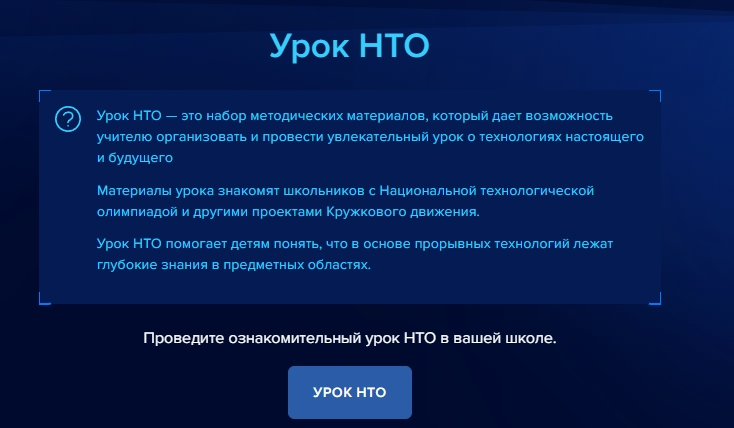 Урок НТО
Урок НТО — это набор методических материалов, который дает возможность
учителю организовать и провести увлекательный урок о технологиях настоящего
и будущего
Материалы урока знакомят школьников с Национальной технологической
олимпиадой и другими проектами Кружкового движения.
Урок НТО помогает детям понять, что в основе прорывных технологий лежат
глубокие знания в предметных областях.
Проведите ознакомительный урок НТО в вашей школе.
УРОК НТО